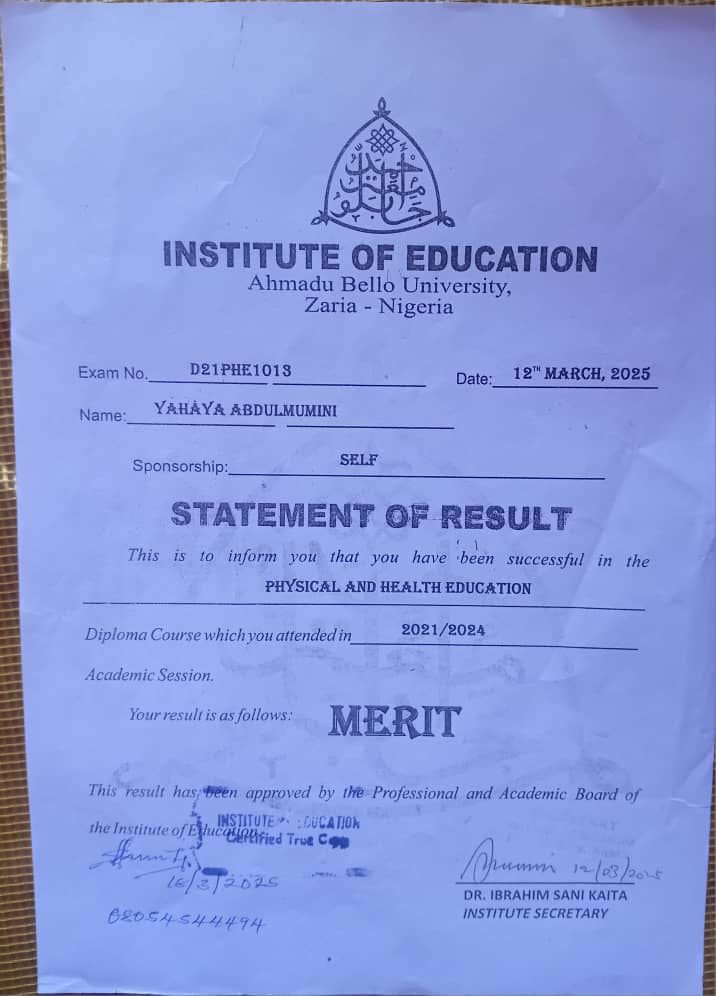 INSTITUTE OF EDUCATION
Ahmadu Bello University,
Zaria - Nigeria
Exam No. D21PHE1013 Date: 12TH MARCH, 2025
Name: YAHAYA ABDULMUMINI
Sponsorship: SELF
STATEMENT OF RESULT
This is to inform you that you have been successful in the
PHYSICAL AND HEALTH EDUCATION
Diploma Course which you attended in 2021/2024
Academic Session.
Your result is as follows: MERIT
This result has been approved by the Professional and Academic Board of
the Institute of Education.
INSTITUTE
Certified True
16/3/2025
08054544494
12/03/2025
DR. IBRAHIM SANI KAITA
INSTITUTE SECRETARY